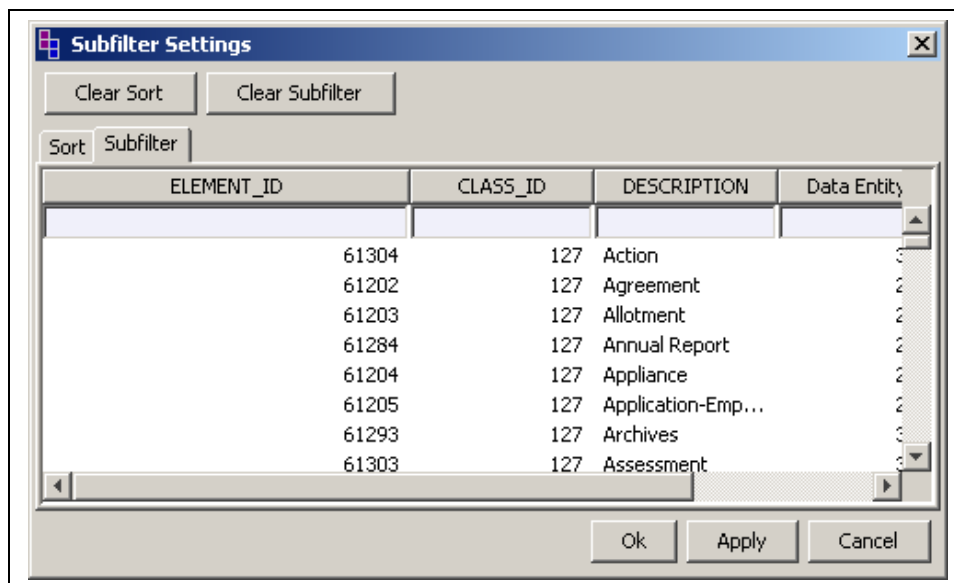 Subfilter Settings
Clear Sort Clear Subfilter
Sort Subfilter
ELEMENT_ID CLASS_ID DESCRIPTION Data Entity
61304 127 Action
61202 127 Agreement
61203 127 Allotment
61284 127 Annual Report
61204 127 Appliance
61205 127 Application-Emp...
61293 127 Archives
61303 127 Assessment
Ok Apply Cancel